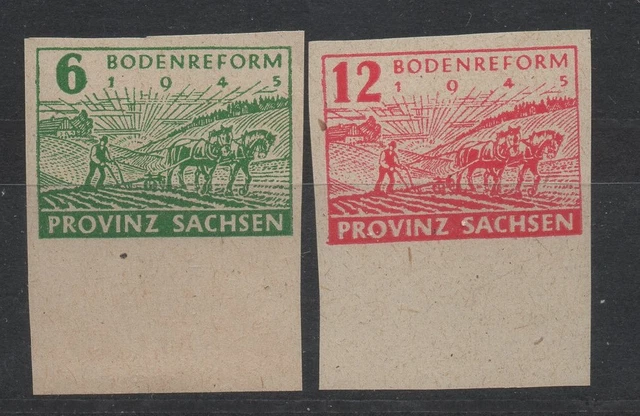 6 BODENREFORM
1 9 4 5
PROVINZ SACHSEN
12 BODENREFORM
1 9 4 5
PROVINZ SACHSEN